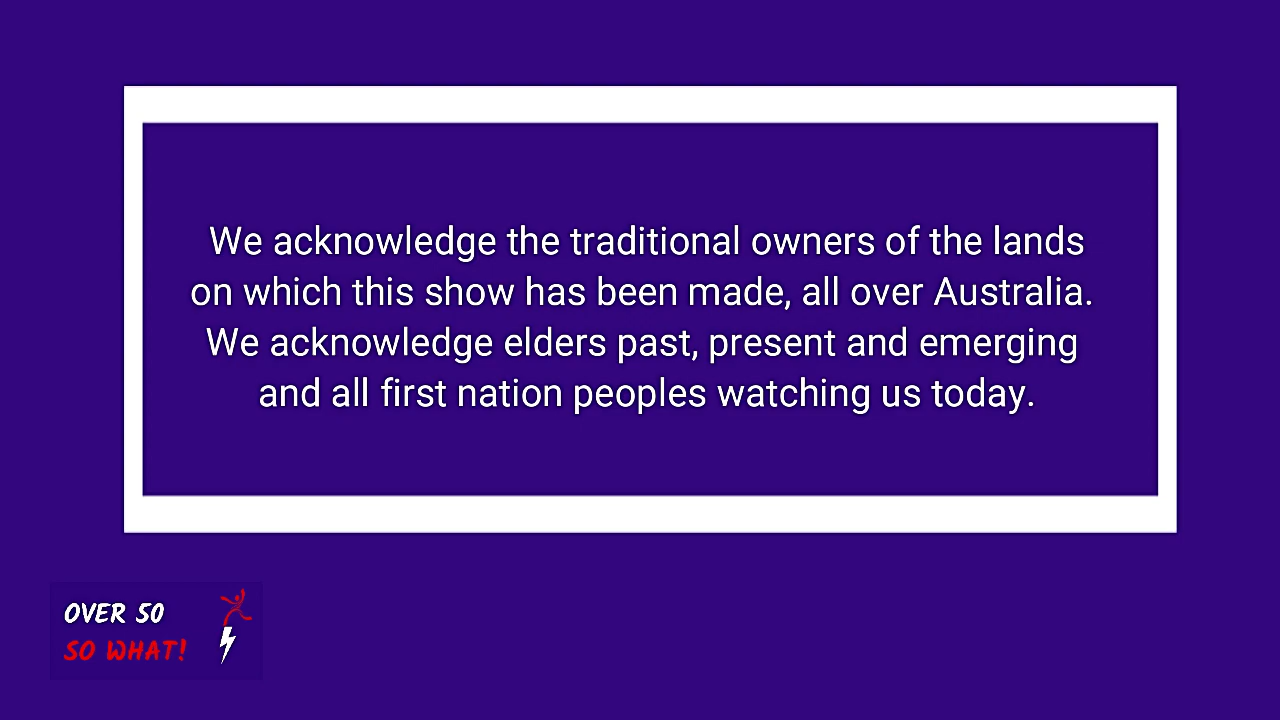 We acknowledge the traditional owners of the lands
on which this show has been made, all over Australia.
We acknowledge elders past, present and emerging
and all first nation peoples watching us today.
OVER 50
SO WHAT!